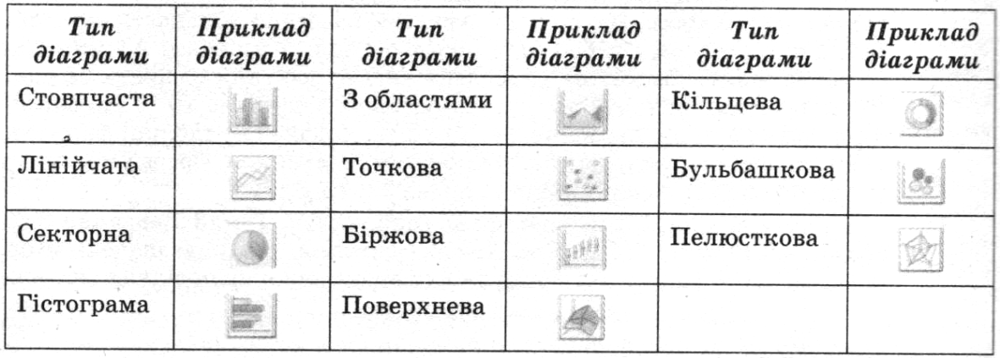 Тип діаграми
Приклад діаграми
Тип діаграми
Приклад діаграми
Тип діаграми
Приклад діаграми
Стовпчаста
З областями
Кільцева
Лінійчата
Точкова
Бульбашкова
Секторна
Біржова
Пелюсткова
Гістограма
Поверхнева